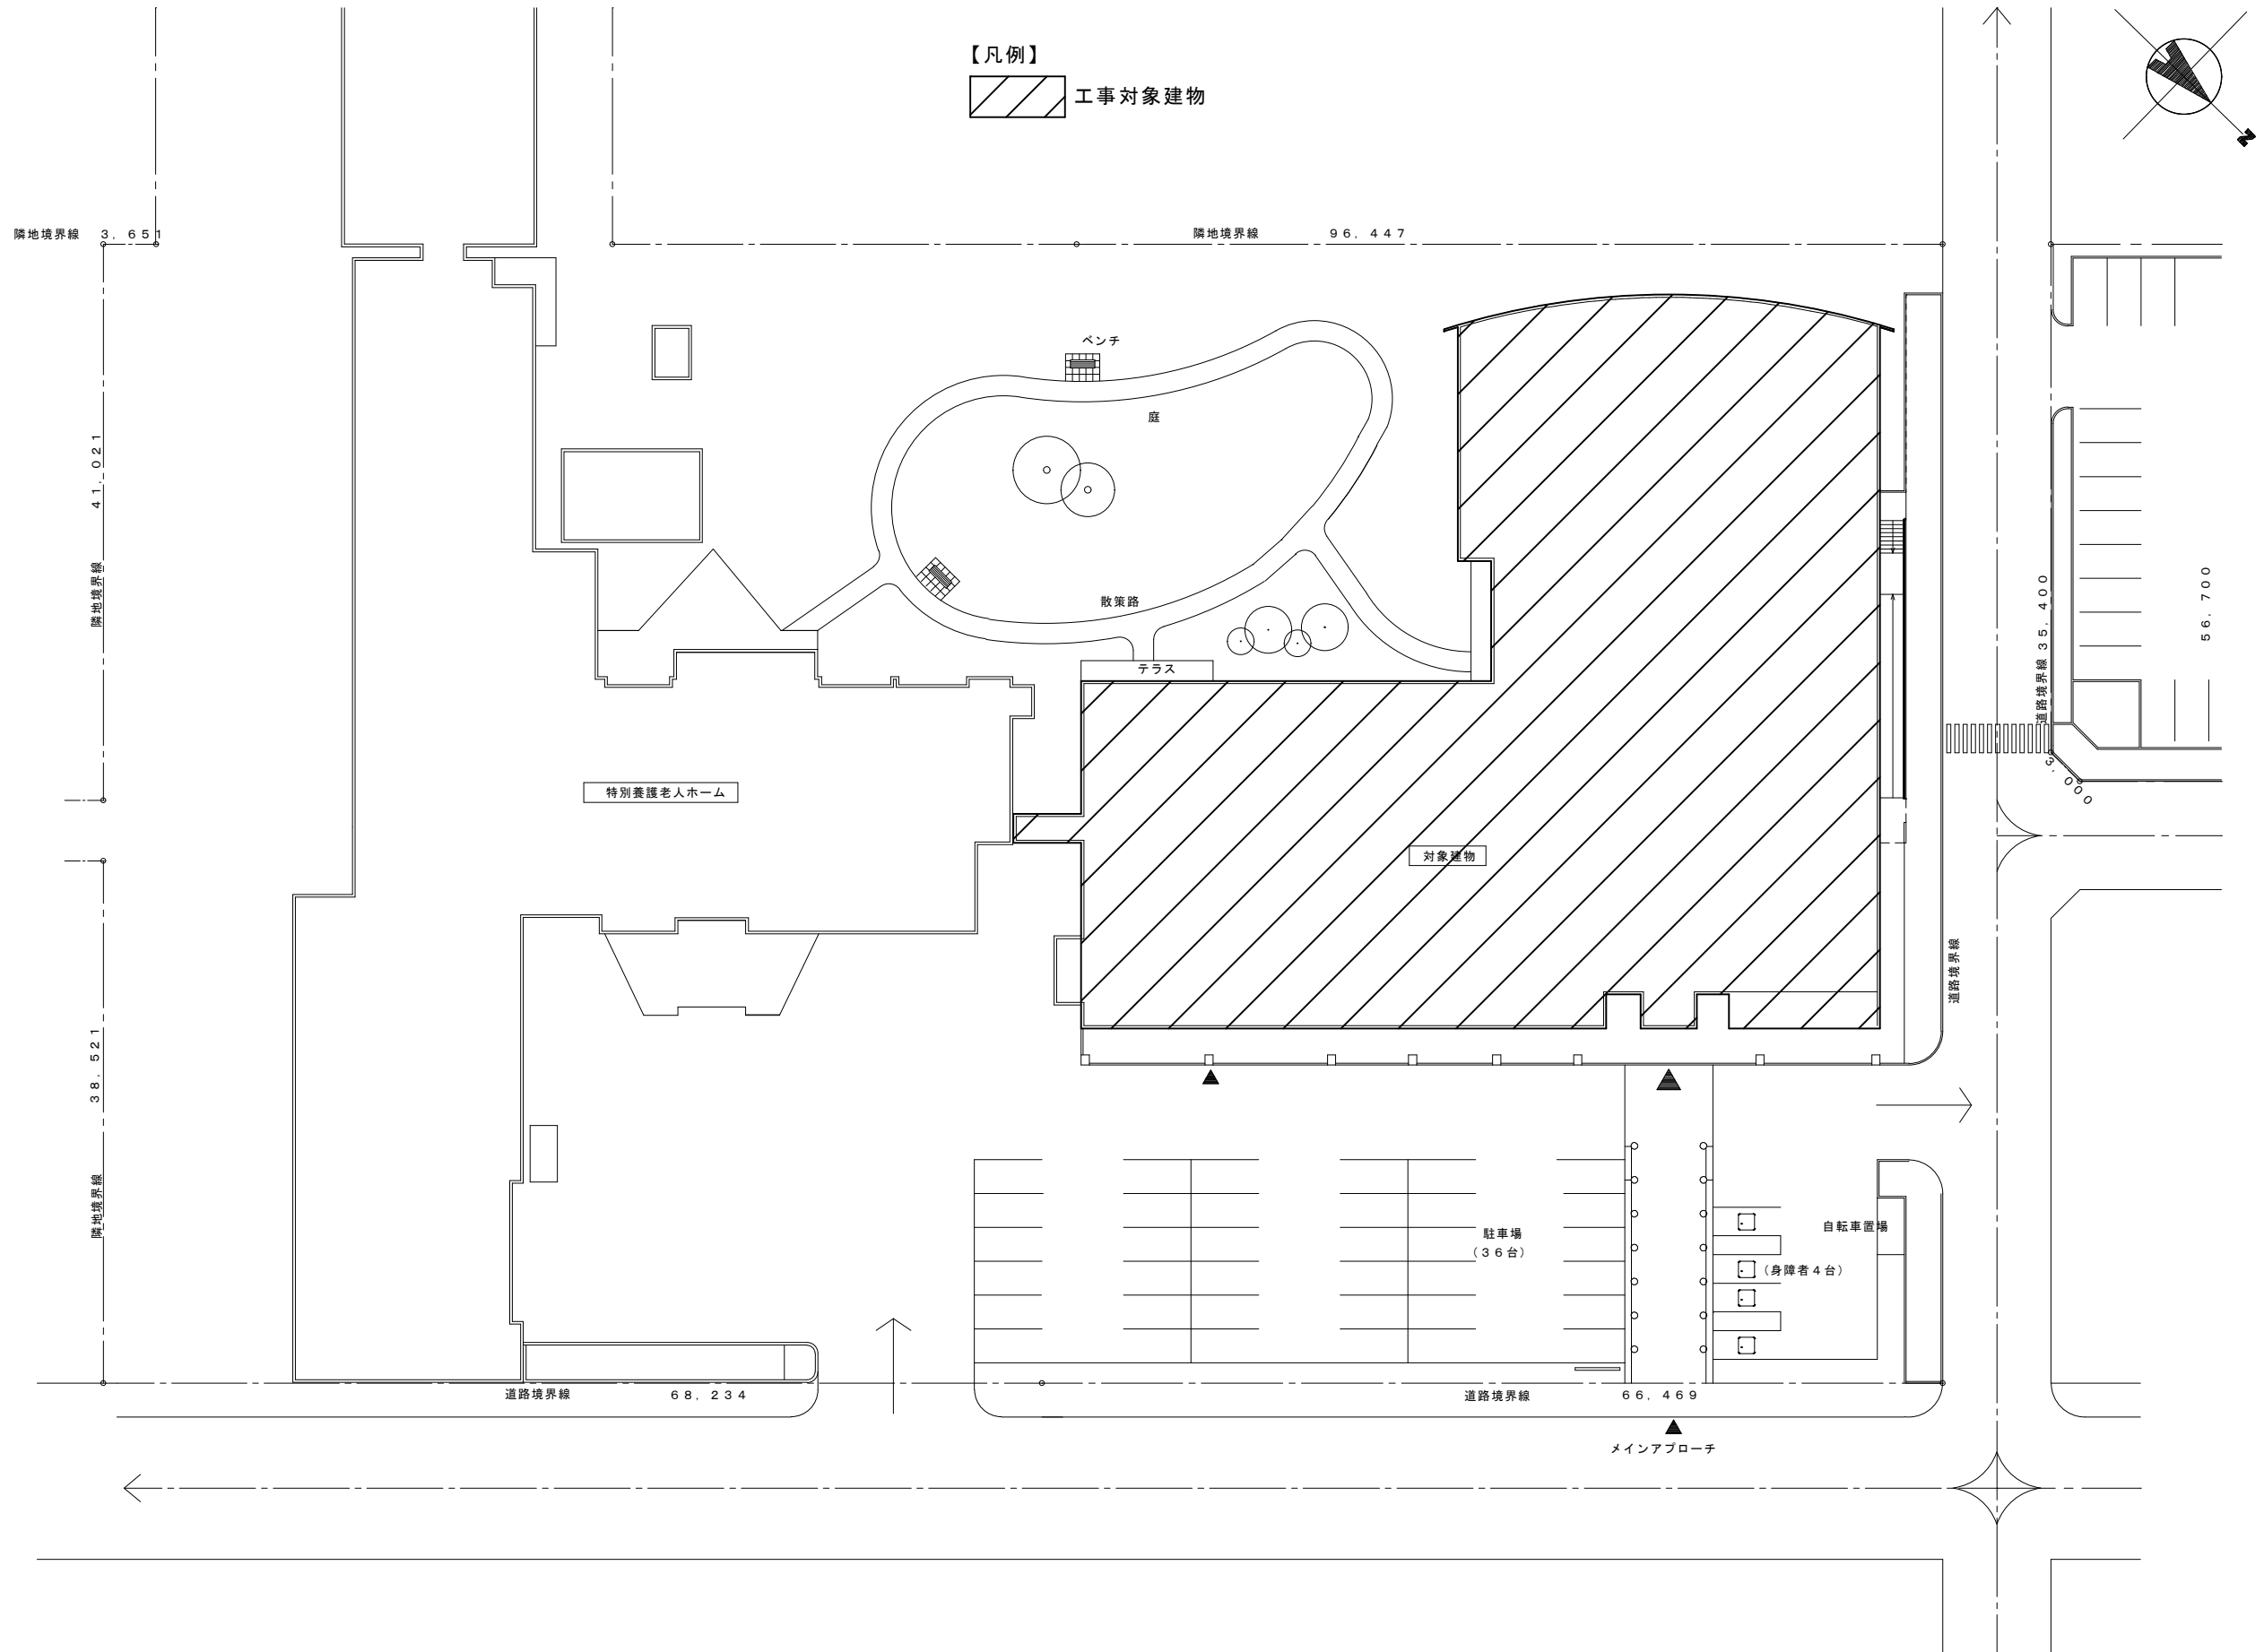 【凡例】
工事対象建物
N
隣地境界線 3,651
隣地境界線 96,447
ベンチ
庭
隣地境界線 41,021
散策路
テラス
道路境界線 35,400
56,700
3,000
特別養護老人ホーム
対象建物
道路境界線
隣地境界線 38,521
駐車場
(36台)
自転車置場
(身障者4台)
道路境界線 68,234
道路境界線 66,469
メインアプローチ